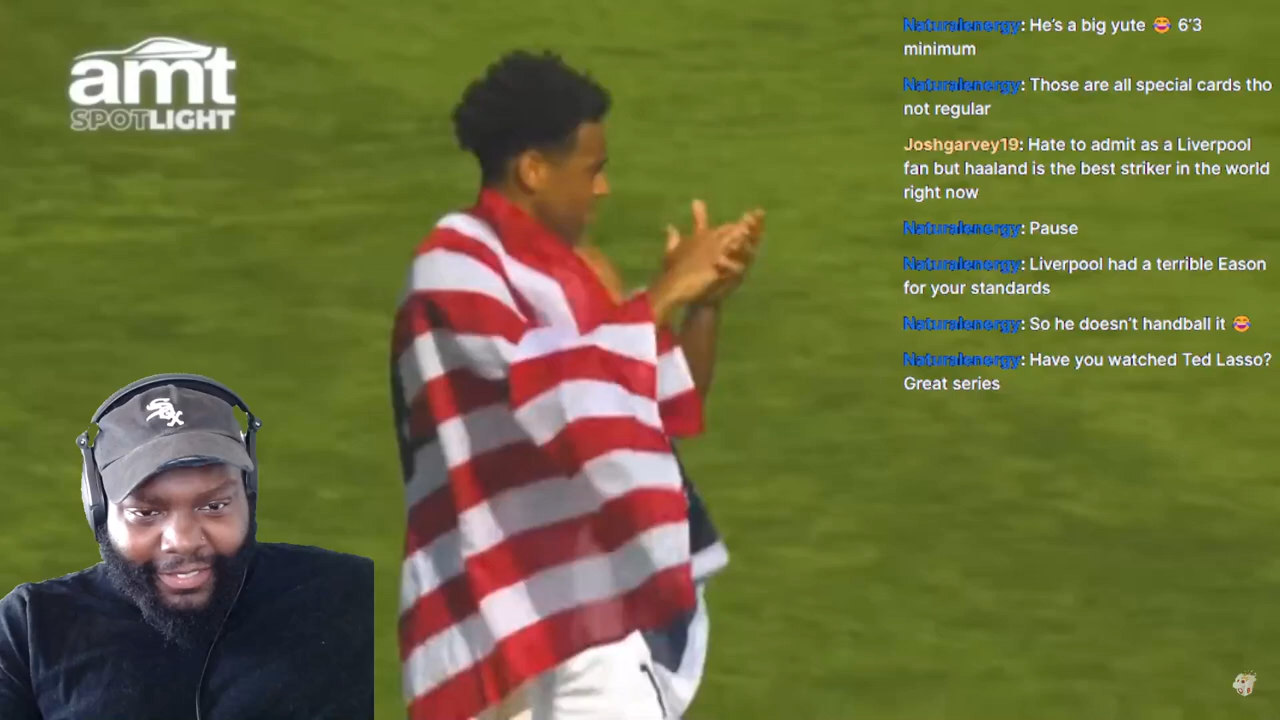 amt
SPOTLIGHT
Sox
Naturalenergy: He's a big yute 😂 6'3
minimum
Naturalenergy: Those are all special cards tho
not regular
Joshgarvey19: Hate to admit as a Liverpool
fan but haaland is the best striker in the world
right now
Naturalenergy: Pause
Naturalenergy: Liverpool had a terrible Eason
for your standards
Naturalenergy: So he doesn't handball it 😂
Naturalenergy: Have you watched Ted Lasso?
Great series